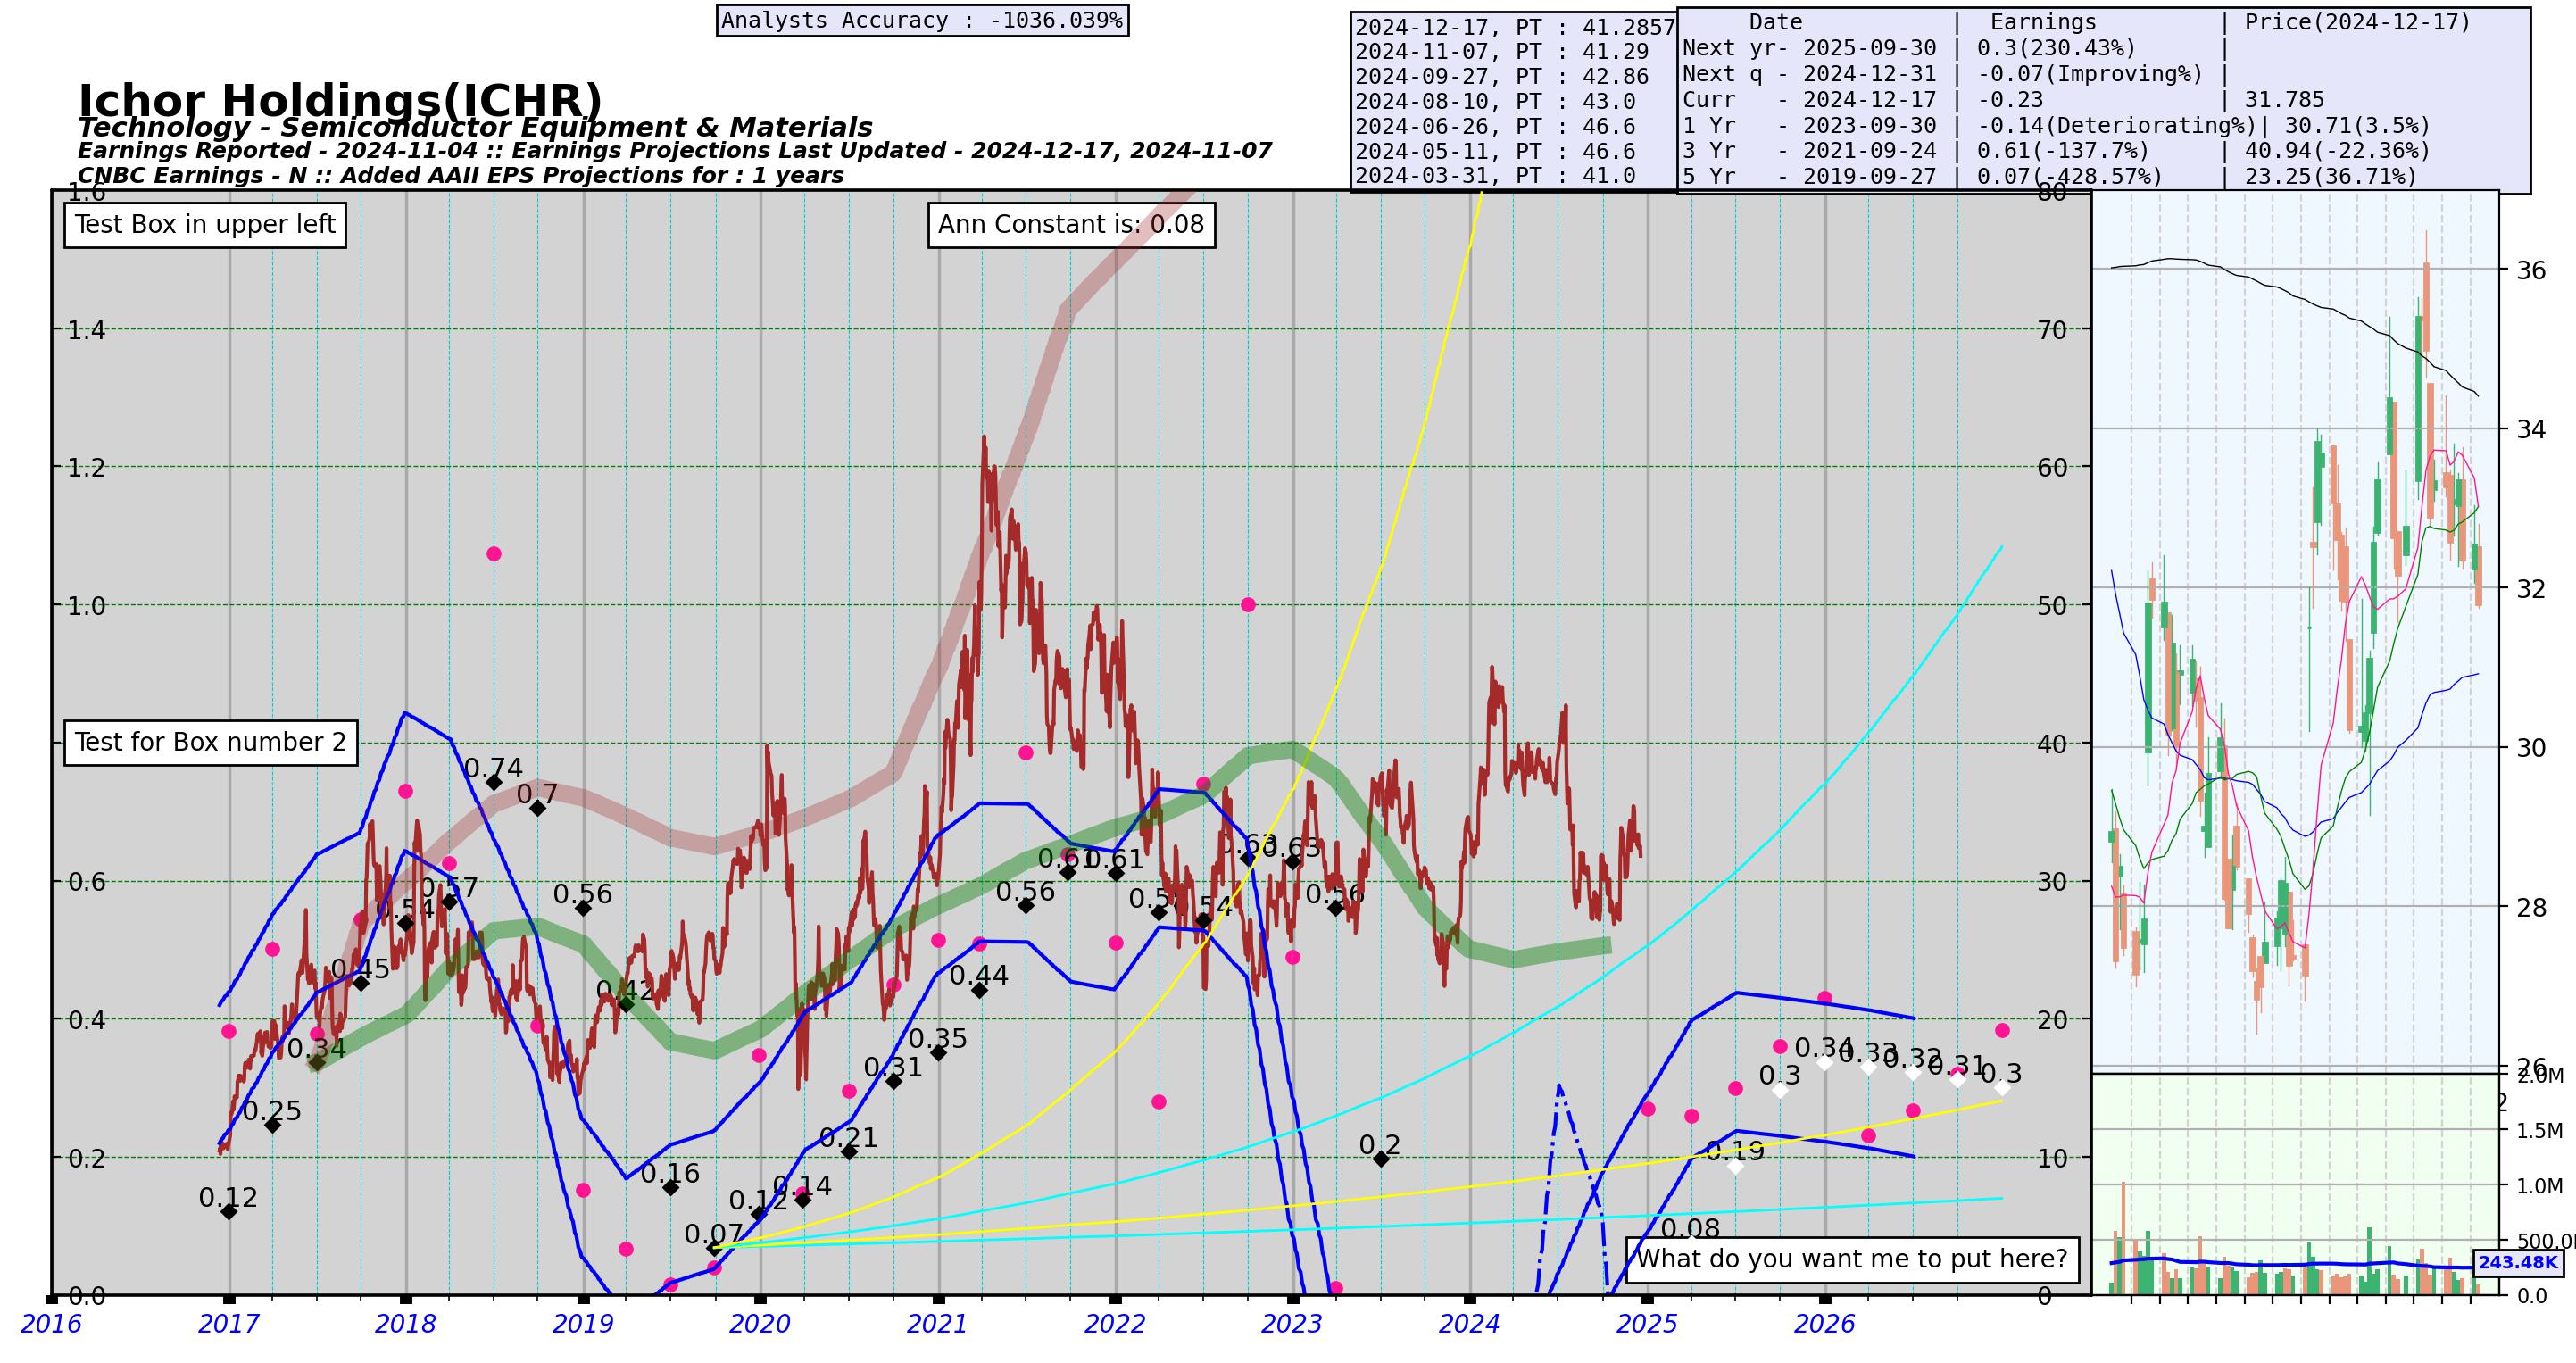 Analysts Accuracy : -1036.039%
2024-12-17, PT : 41.2857
2024-11-07, PT : 41.29
2024-09-27, PT : 42.86
2024-08-10, PT : 43.0
2024-06-26, PT : 46.6
2024-05-11, PT : 46.6
2024-03-31, PT : 41.0
Date | Earnings | Price(2024-12-17)
Next yr- 2025-09-30 | 0.3(230.43%) |
Next q - 2024-12-31 | -0.07(Improving%) |
Curr - 2024-12-17 | -0.23 | 31.785
1 Yr - 2023-09-30 | -0.14(Deteriorating%)| 30.71(3.5%)
3 Yr - 2021-09-24 | 0.61(-137.7%) | 40.94(-22.36%)
5 Yr - 2019-09-27 | 0.07(-428.57%) | 23.25(36.71%)
Ichor Holdings(ICHR)
Technology - Semiconductor Equipment & Materials
Earnings Reported - 2024-11-04 :: Earnings Projections Last Updated - 2024-12-17, 2024-11-07
CNBC Earnings - N :: Added AAII EPS Projections for : 1 years
Test Box in upper left
Ann Constant is: 0.08
Test for Box number 2
What do you want me to put here?
1.6
1.4
1.2
1.0
0.6
0.4
0.2
0.0
80
70
60
50
40
30
20
10
0
0.12
0.25
0.34
0.45
0.54
0.57
0.74
0.7
0.56
0.42
0.16
0.07
0.12
0.14
0.21
0.31
0.35
0.44
0.56
0.61
0.61
0.63
0.63
0.56
0.2
0.08
0.19
0.3
0.34
0.33
0.32
0.31
0.3
2016 2017 2018 2019 2020 2021 2022 2023 2024 2025 2026
36
34
32
30
28
26
2.0M
1.5M
1.0M
243.48K
0.0